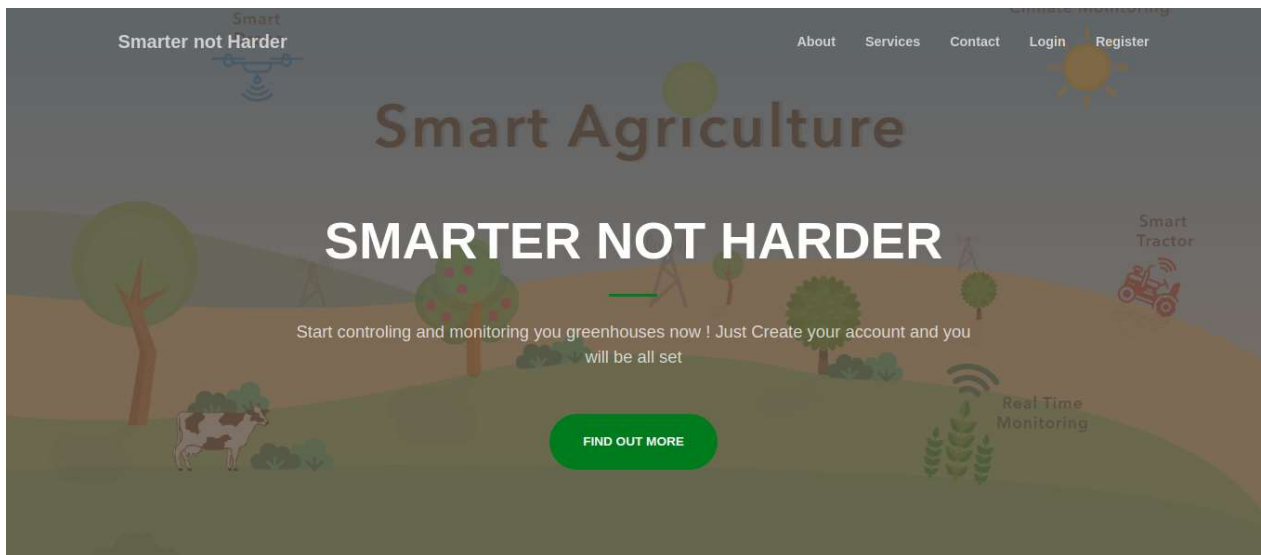 Smart
Climate Monitoring
Smarter not Harder
About Services Contact Login Register
Smart Agriculture
SMARTER NOT HARDER
Smart
Tractor
Start controling and monitoring you greenhouses now ! Just Create your account and you
will be all set
Real Time
Monitoring
FIND OUT MORE